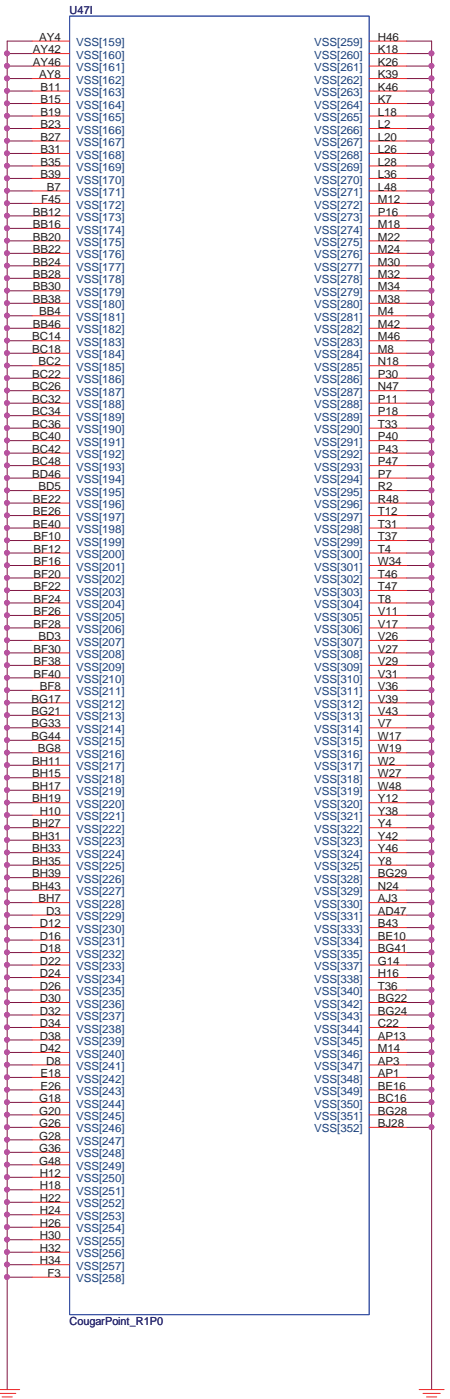 U47I
AY4 VSS[159] VSS[259] H46
AY42 VSS[160] VSS[260] K18
AY46 VSS[161] VSS[261] K26
AY8 VSS[162] VSS[262] K39
B11 VSS[163] VSS[263] K46
B15 VSS[164] VSS[264] K7
B19 VSS[165] VSS[265] L18
B23 VSS[166] VSS[266] L2
B27 VSS[167] VSS[267] L20
B31 VSS[168] VSS[268] L26
B35 VSS[169] VSS[269] L28
B39 VSS[170] VSS[270] L36
B7 VSS[171] VSS[271] L48
F45 VSS[172] VSS[272] M12
BB12 VSS[173] VSS[273] P16
BB16 VSS[174] VSS[274] M18
BB20 VSS[175] VSS[275] M22
BB22 VSS[176] VSS[276] M24
BB24 VSS[177] VSS[277] M30
BB28 VSS[178] VSS[278] M32
BB30 VSS[179] VSS[279] M34
BB38 VSS[180] VSS[280] M38
BB4 VSS[181] VSS[281] M4
BB46 VSS[182] VSS[282] M42
BC14 VSS[183] VSS[283] M46
BC18 VSS[184] VSS[284] M8
BC2 VSS[185] VSS[285] N18
BC22 VSS[186] VSS[286] P30
BC26 VSS[187] VSS[287] N47
BC32 VSS[188] VSS[288] P11
BC34 VSS[189] VSS[289] P18
BC36 VSS[190] VSS[290] T33
BC40 VSS[191] VSS[291] P40
BC42 VSS[192] VSS[292] P43
BC48 VSS[193] VSS[293] P47
BD46 VSS[194] VSS[294] P7
BD5 VSS[195] VSS[295] R2
BE22 VSS[196] VSS[296] R48
BE26 VSS[197] VSS[297] T12
BE40 VSS[198] VSS[298] T31
BF10 VSS[199] VSS[299] T37
BF12 VSS[200] VSS[300] T4
BF16 VSS[201] VSS[301] W34
BF20 VSS[202] VSS[302] T46
BF22 VSS[203] VSS[303] T47
BF24 VSS[204] VSS[304] T8
BF26 VSS[205] VSS[305] V11
BF28 VSS[206] VSS[306] V17
BD3 VSS[207] VSS[307] V26
BF30 VSS[208] VSS[308] V27
BF38 VSS[209] VSS[309] V29
BF40 VSS[210] VSS[310] V31
BF8 VSS[211] VSS[311] V36
BG17 VSS[212] VSS[312] V39
BG21 VSS[213] VSS[313] V43
BG33 VSS[214] VSS[314] V7
BG44 VSS[215] VSS[315] W17
BG8 VSS[216] VSS[316] W19
BH11 VSS[217] VSS[317] W2
BH15 VSS[218] VSS[318] W27
BH17 VSS[219] VSS[319] W48
BH19 VSS[220] VSS[320] Y12
H10 VSS[221] VSS[321] Y38
BH27 VSS[222] VSS[322] Y4
BH31 VSS[223] VSS[323] Y42
BH33 VSS[224] VSS[324] Y46
BH35 VSS[225] VSS[325] Y8
BH39 VSS[226] VSS[328] BG29
BH43 VSS[227] VSS[329] N24
BH7 VSS[228] VSS[330] AJ3
D3 VSS[229] VSS[331] AD47
D12 VSS[230] VSS[333] B43
D16 VSS[231] VSS[334] BE10
D18 VSS[232] VSS[335] BG41
D22 VSS[233] VSS[337] G14
D24 VSS[234] VSS[338] H16
D26 VSS[235] VSS[340] T36
D30 VSS[236] VSS[342] BG22
D32 VSS[237] VSS[343] BG24
D34 VSS[238] VSS[344] C22
D38 VSS[239] VSS[345] AP13
D42 VSS[240] VSS[346] M14
D8 VSS[241] VSS[347] AP3
E18 VSS[242] VSS[348] AP1
E26 VSS[243] VSS[349] BE16
G18 VSS[244] VSS[350] BC16
G20 VSS[245] VSS[351] BG28
G26 VSS[246] VSS[352] BJ28
G28 VSS[247]
G36 VSS[248]
G48 VSS[249]
H12 VSS[250]
H18 VSS[251]
H22 VSS[252]
H24 VSS[253]
H26 VSS[254]
H30 VSS[255]
H32 VSS[256]
H34 VSS[257]
F3 VSS[258]
CougarPoint_R1P0